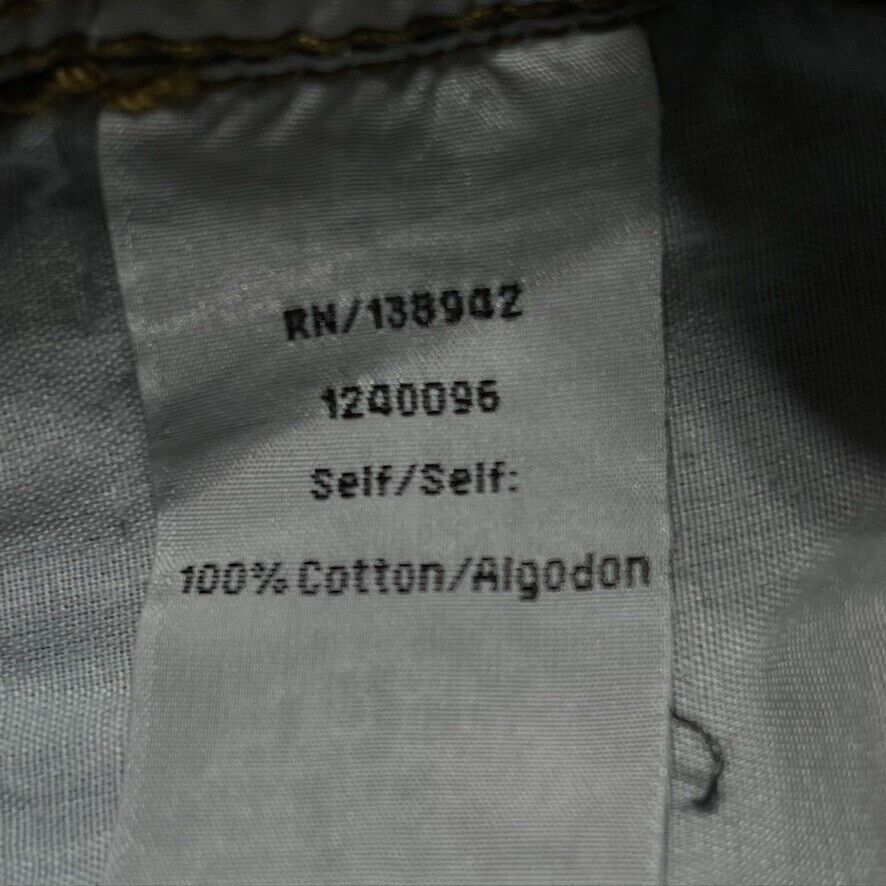 RN/138942
1240096
Self/Self:
100% Cotton/Algodon